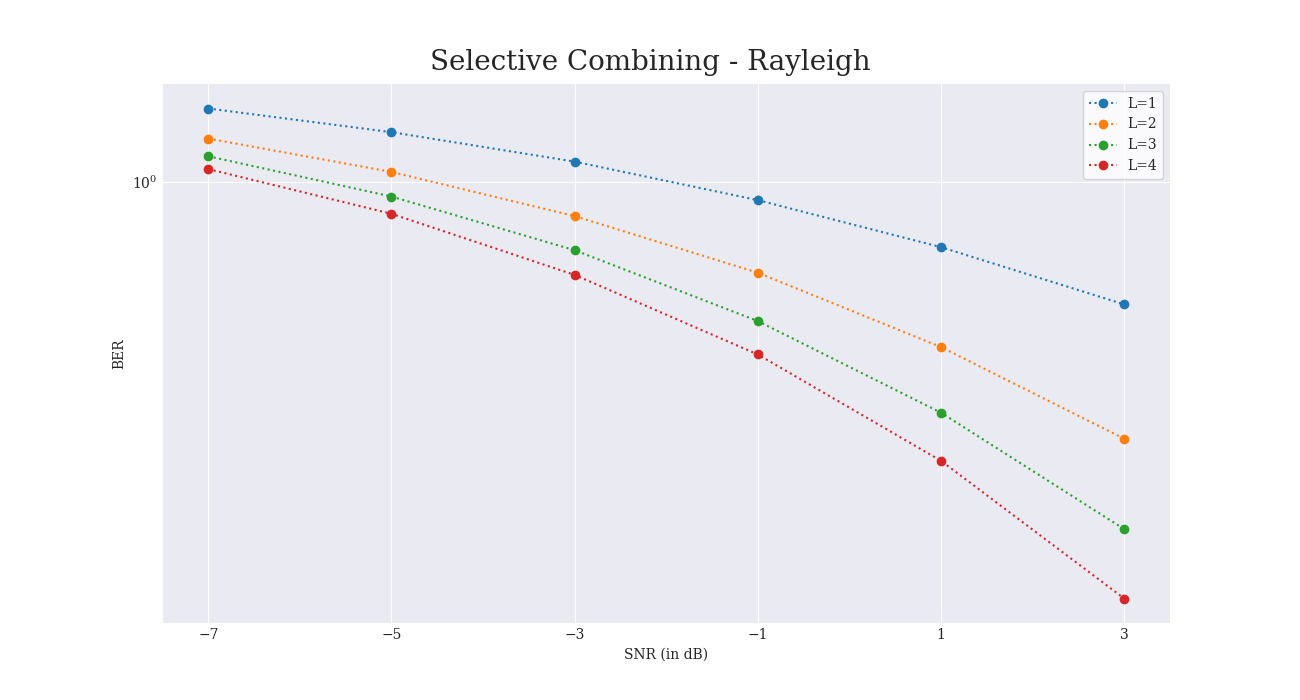 Selective Combining - Rayleigh
L=1
L=2
L=3
L=4
10⁰
BER
−7 −5 −3 −1 1 3
SNR (in dB)